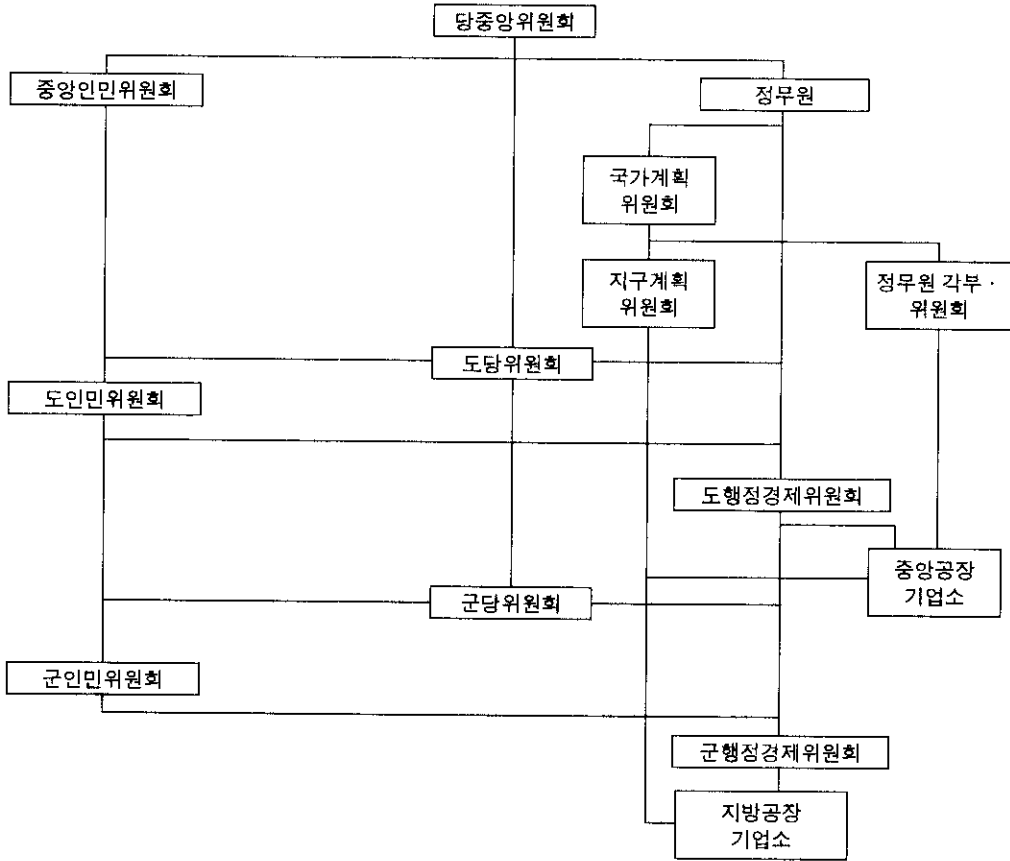 당중앙위원회
중앙인민위원회
정무원
국가계획
위원회
지구계획
위원회
정무원 각부 ·
위원회
도당위원회
도인민위원회
도행정경제위원회
중앙공장
기업소
군당위원회
군인민위원회
군행정경제위원회
지방공장
기업소